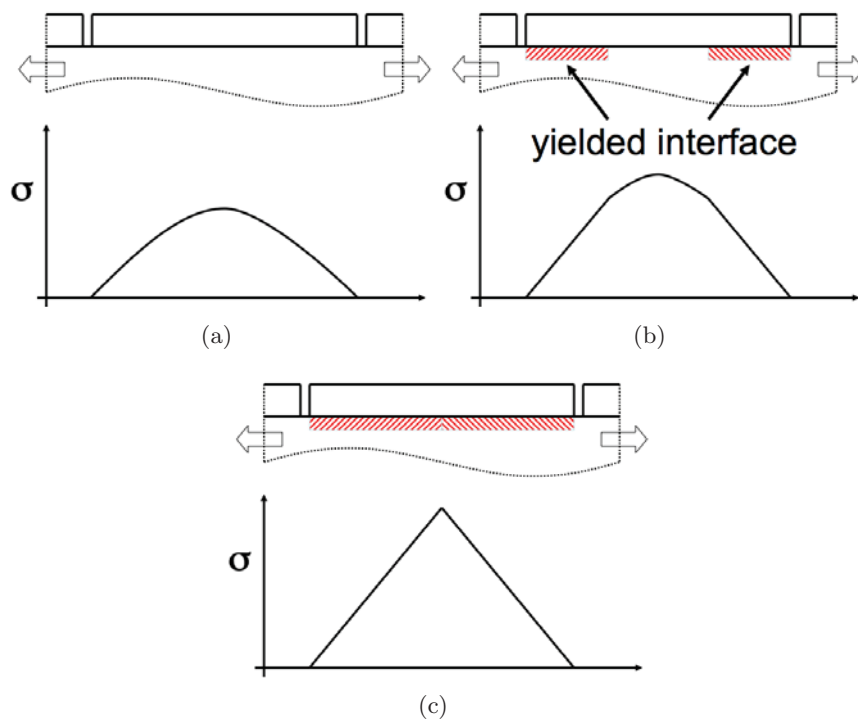 σ
(a)
yielded interface
σ
(b)
σ
(c)